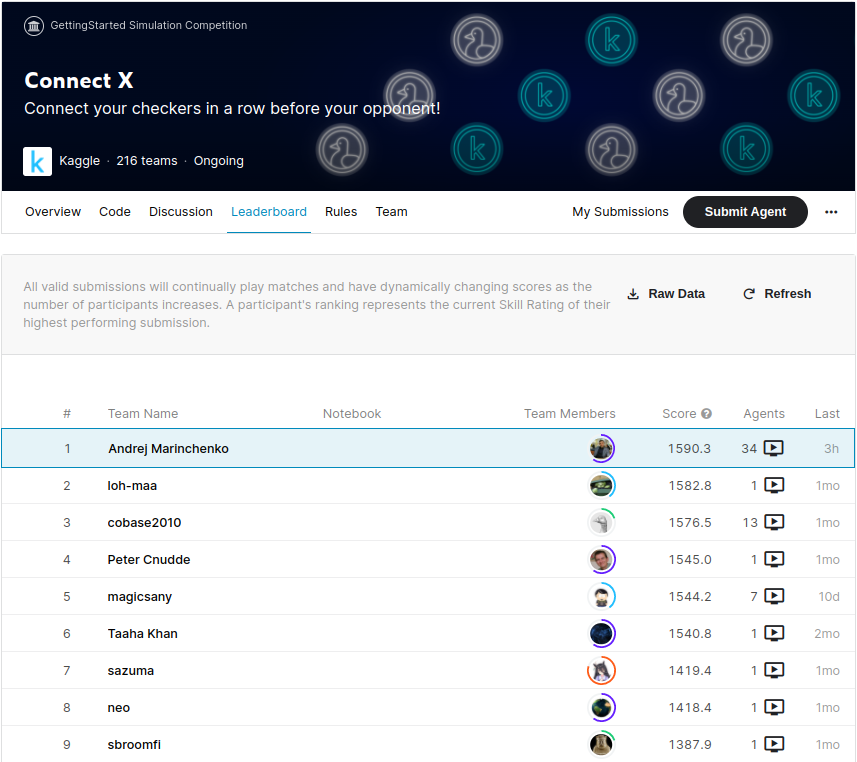 GettingStarted Simulation Competition
Connect X
Connect your checkers in a row before your opponent!
k Kaggle · 216 teams · Ongoing
Overview Code Discussion Leaderboard Rules Team My Submissions Submit Agent ...
All valid submissions will continually play matches and have dynamically changing scores as the
number of participants increases. A participant's ranking represents the current Skill Rating of their
highest performing submission.
Raw Data Refresh
# Team Name Notebook Team Members Score ? Agents Last
1 Andrej Marinchenko 1590.3 34 3h
2 loh-maa 1582.8 1 1mo
3 cobase2010 1576.5 13 1mo
4 Peter Cnudde 1545.0 1 1mo
5 magicsany 1544.2 7 10d
6 Taaha Khan 1540.8 1 2mo
7 sazuma 1419.4 1 1mo
8 neo 1418.4 1 1mo
9 sbroomfi 1387.9 1 1mo